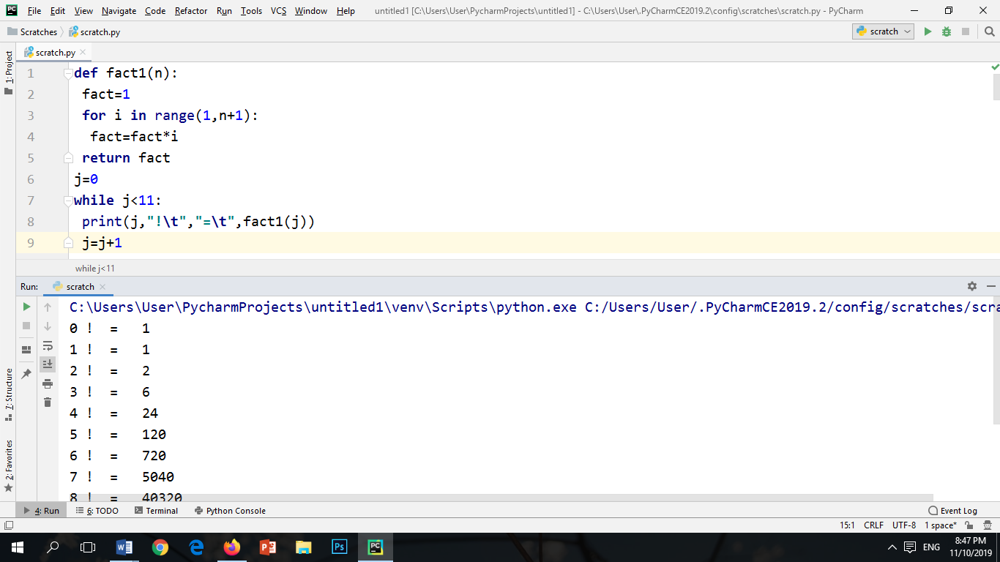 File Edit View Navigate Code Refactor Run Tools VCS Window Help untitled1 [C:\Users\User\PycharmProjects\untitled1] - C:\Users\User\.PyCharmCE2019.2\config\scratches\scratch.py - PyCharm
Scratches scratch.py scratch
scratch.py
1: Project
1 def fact1(n):
2 fact=1
3 for i in range(1,n+1):
4 fact=fact*i
5 return fact
6 j=0
7 while j<11:
8 print(j,"!\t","=\t",fact1(j))
9 j=j+1
while j<11
Run: scratch
C:\Users\User\PycharmProjects\untitled1\venv\Scripts\python.exe C:/Users/User/.PyCharmCE2019.2/config/scratches/scra
0 ! = 1
1 ! = 1
2 ! = 2
3 ! = 6
4 ! = 24
5 ! = 120
6 ! = 720
7 ! = 5040
8 ! = 40320
7: Structure
2: Favorites
4: Run 6: TODO Terminal Python Console Event Log
15:1 CRLF UTF-8 1 space*
ENG 8:47 PM
11/10/2019